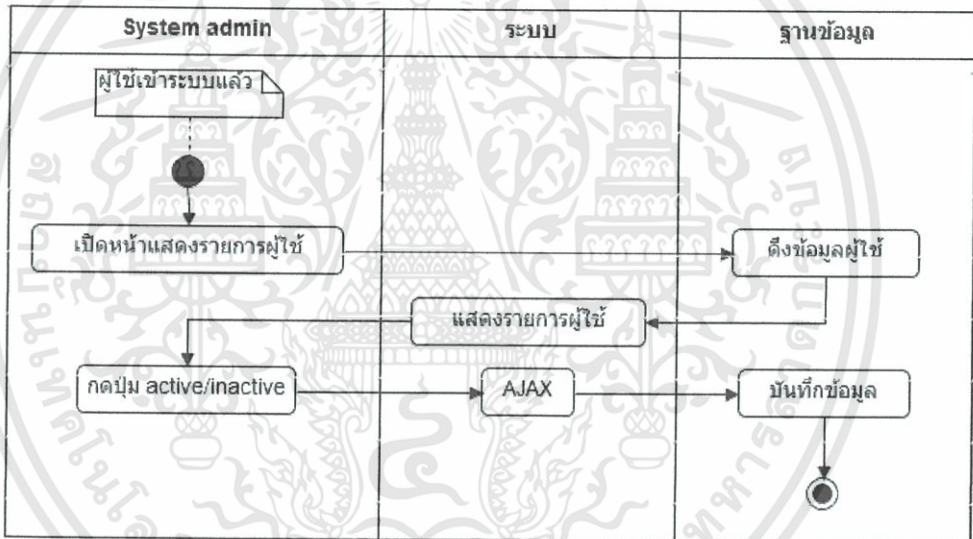 System admin
ระบบ
ฐานข้อมูล
ผู้ใช้เข้าระบบแล้ว
เปิดหน้าแสดงรายการผู้ใช้
ดึงข้อมูลผู้ใช้
แสดงรายการผู้ใช้
กดปุ่ม active/inactive
AJAX
บันทึกข้อมูล